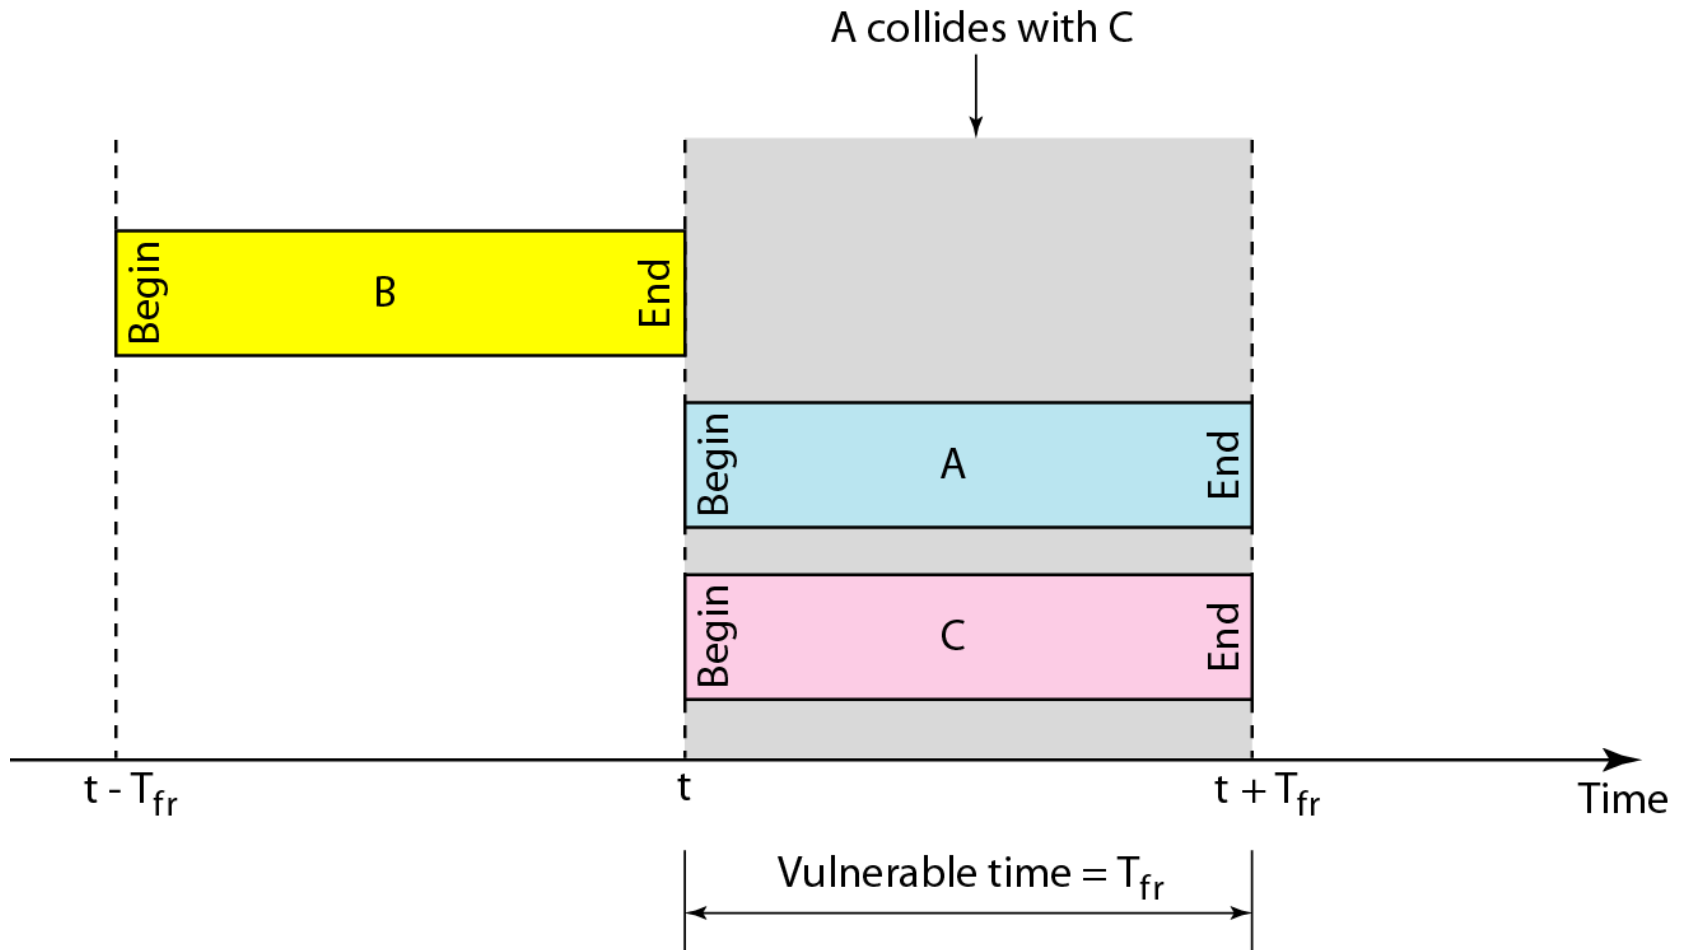 A collides with C
Begin
B
End
Begin
A
End
Begin
C
End
t - Tfr
t
t + Tfr
Time
Vulnerable time = Tfr